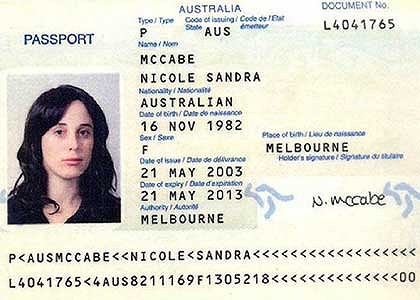 AUSTRALIA
DOCUMENT No.
Type / Type Code of issuing / Code de l'État
State émetteur
P AUS L4041765
PASSPORT
Name / Nom
MCCABE
NICOLE SANDRA
Nationality / Nationalité
AUSTRALIAN
Date of birth / Date de naissance
16 NOV 1982
Sex / Sexe Place of birth / Lieu de naissance
F MELBOURNE
Date of issue / Date de délivrance Holder's signature / Signature du titulaire
21 MAY 2003
Date of expiry / Date d'expiration
21 MAY 2013
N. mccabe
Authority / Autorité
MELBOURNE
P<AUSMCCABE<<NICOLE<SANDRA<<<<<<<<<<<<<<<<<<
L4041765<4AUS8211169F1305218<<<<<<<<<<<<<<00